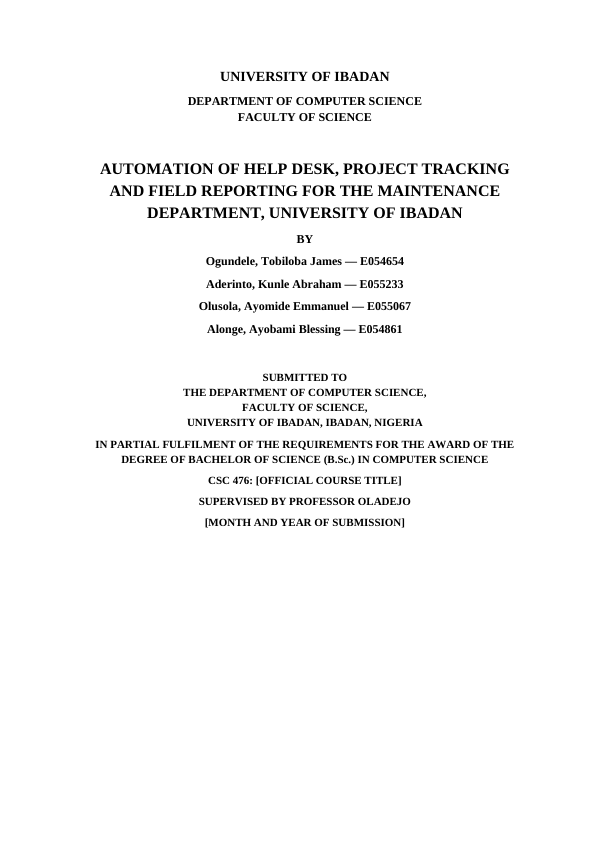 UNIVERSITY OF IBADAN
DEPARTMENT OF COMPUTER SCIENCE
FACULTY OF SCIENCE
AUTOMATION OF HELP DESK, PROJECT TRACKING
AND FIELD REPORTING FOR THE MAINTENANCE
DEPARTMENT, UNIVERSITY OF IBADAN
BY
Ogundele, Tobiloba James — E054654
Aderinto, Kunle Abraham — E055233
Olusola, Ayomide Emmanuel — E055067
Alonge, Ayobami Blessing — E054861
SUBMITTED TO
THE DEPARTMENT OF COMPUTER SCIENCE,
FACULTY OF SCIENCE,
UNIVERSITY OF IBADAN, IBADAN, NIGERIA
IN PARTIAL FULFILMENT OF THE REQUIREMENTS FOR THE AWARD OF THE
DEGREE OF BACHELOR OF SCIENCE (B.Sc.) IN COMPUTER SCIENCE
CSC 476: [OFFICIAL COURSE TITLE]
SUPERVISED BY PROFESSOR OLADEJO
[MONTH AND YEAR OF SUBMISSION]